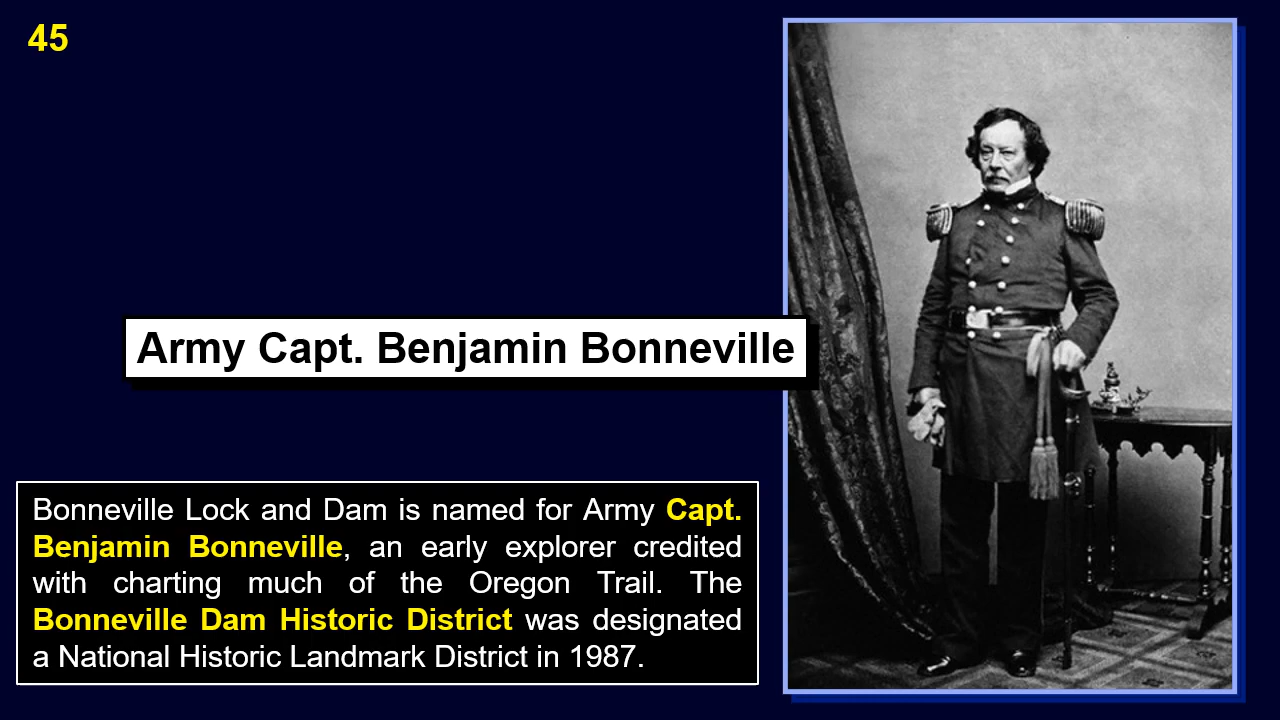 45
Army Capt. Benjamin Bonneville
Bonneville Lock and Dam is named for Army Capt.
Benjamin Bonneville, an early explorer credited
with charting much of the Oregon Trail. The
Bonneville Dam Historic District was designated
a National Historic Landmark District in 1987.